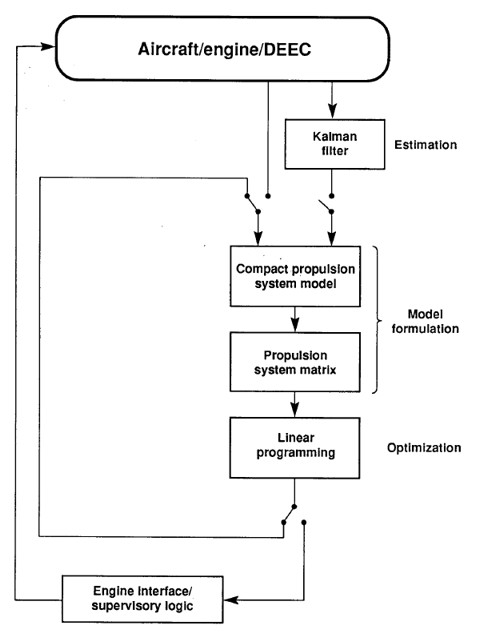 Aircraft/engine/DEEC
Kalman
filter
Estimation
Compact propulsion
system model
Model
formulation
Propulsion
system matrix
Linear
programming
Optimization
Engine interface/
supervisory logic